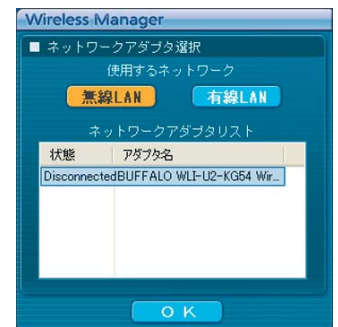 Wireless Manager
■ ネットワークアダプタ選択
使用するネットワーク
無線LAN 有線LAN
ネットワークアダプタリスト
状態 アダプタ名
Disconnected BUFFALO WLI-U2-KG54 Wir...
OK